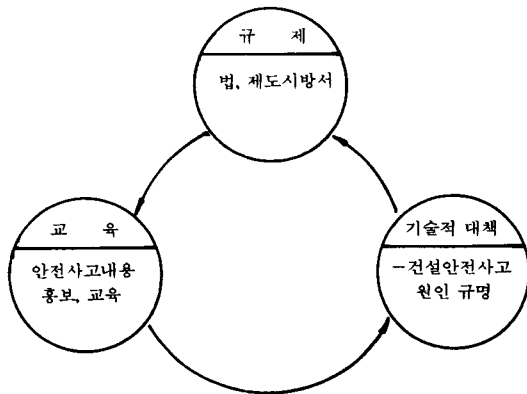 규 제
법, 제도시방서
교 육
안전사고내용
홍보, 교육
기술적 대책
-건설안전사고
원인 규명